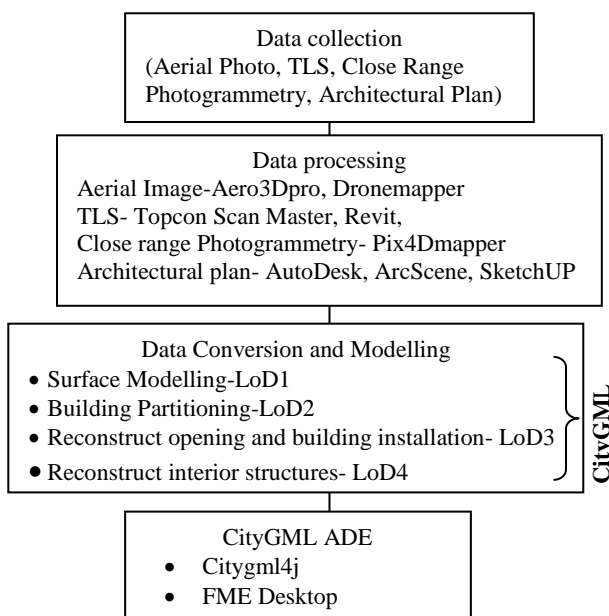 Data collection
(Aerial Photo, TLS, Close Range
Photogrammetry, Architectural Plan)
Data processing
Aerial Image-Aero3Dpro, Dronemapper
TLS- Topcon Scan Master, Revit,
Close range Photogrammetry- Pix4Dmapper
Architectural plan- AutoDesk, ArcScene, SketchUP
Data Conversion and Modelling
• Surface Modelling-LoD1
• Building Partitioning-LoD2
• Reconstruct opening and building installation- LoD3
• Reconstruct interior structures- LoD4
CityGML
CityGML ADE
• Citygml4j
• FME Desktop